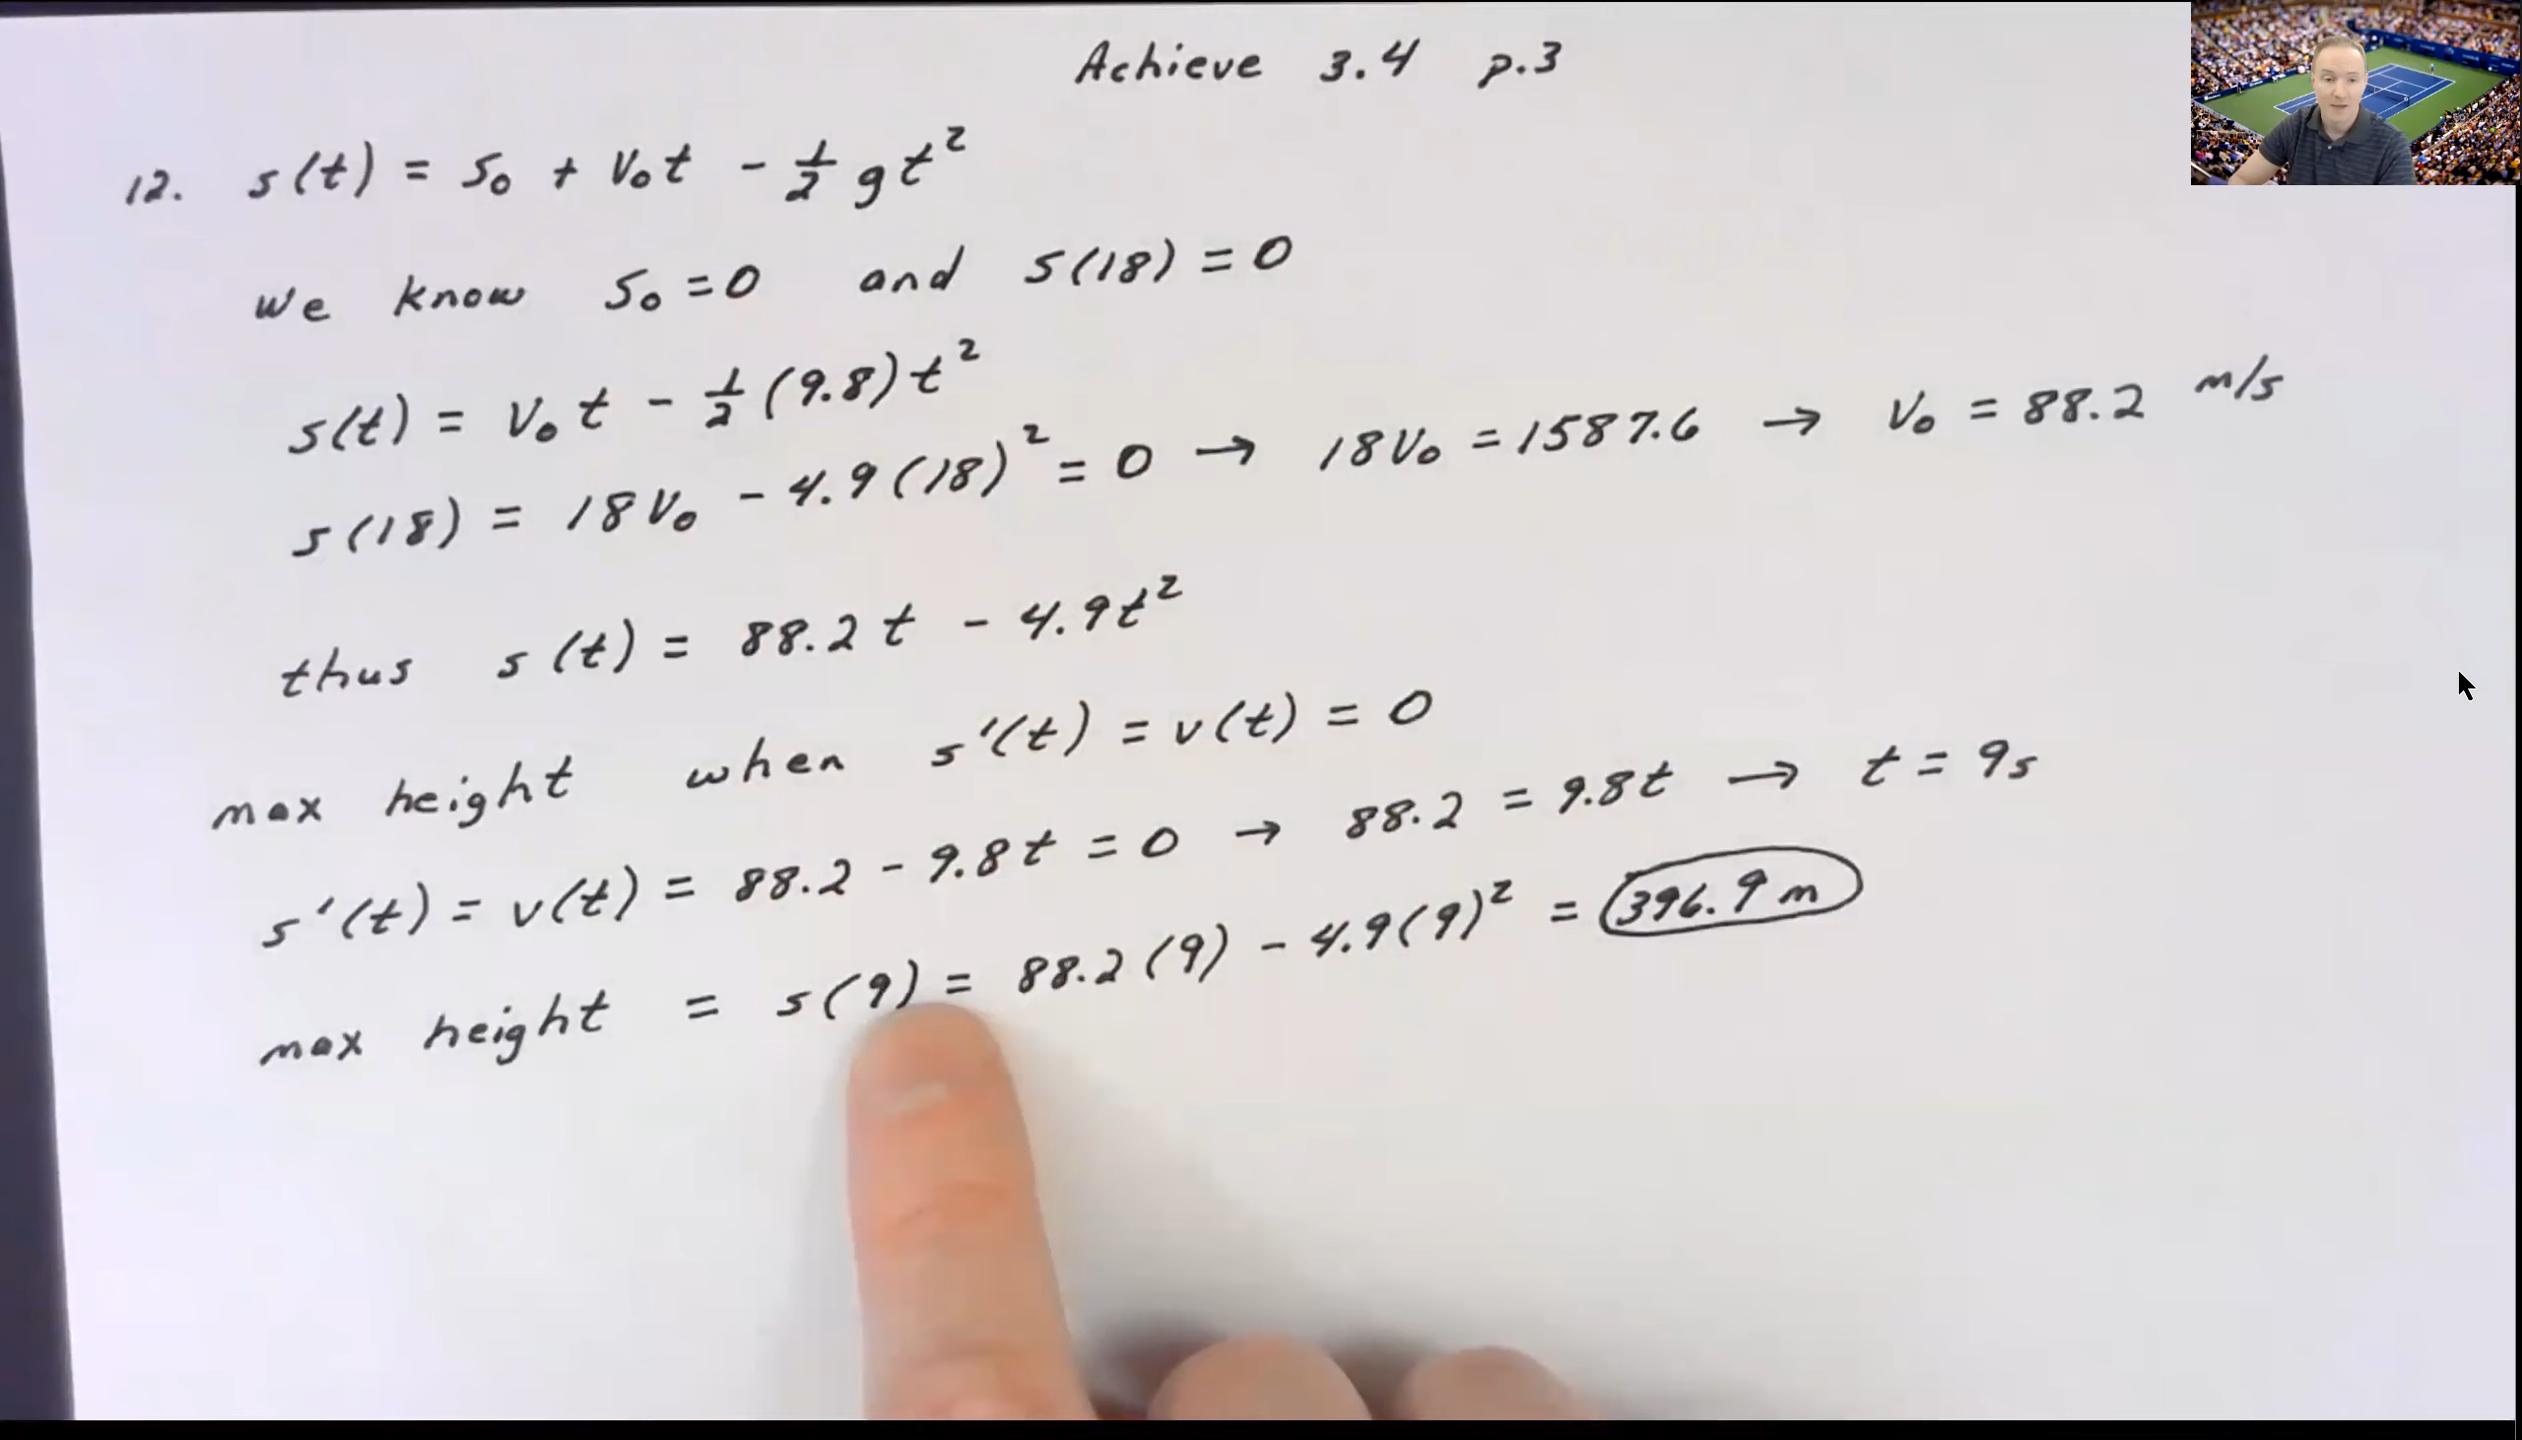 Achieve 3.4 p.3
12. s(t) = s₀ + v₀t - ½ gt²
we know s₀ = 0 and s(18) = 0
s(t) = v₀t - ½(9.8)t²
s(18) = 18v₀ - 4.9(18)² = 0 → 18v₀ = 1587.6 → v₀ = 88.2 m/s
thus s(t) = 88.2t - 4.9t²
max height when s'(t) = v(t) = 0
s'(t) = v(t) = 88.2 - 9.8t = 0 → 88.2 = 9.8t → t = 9s
max height = s(9) = 88.2(9) - 4.9(9)² = 396.9 m